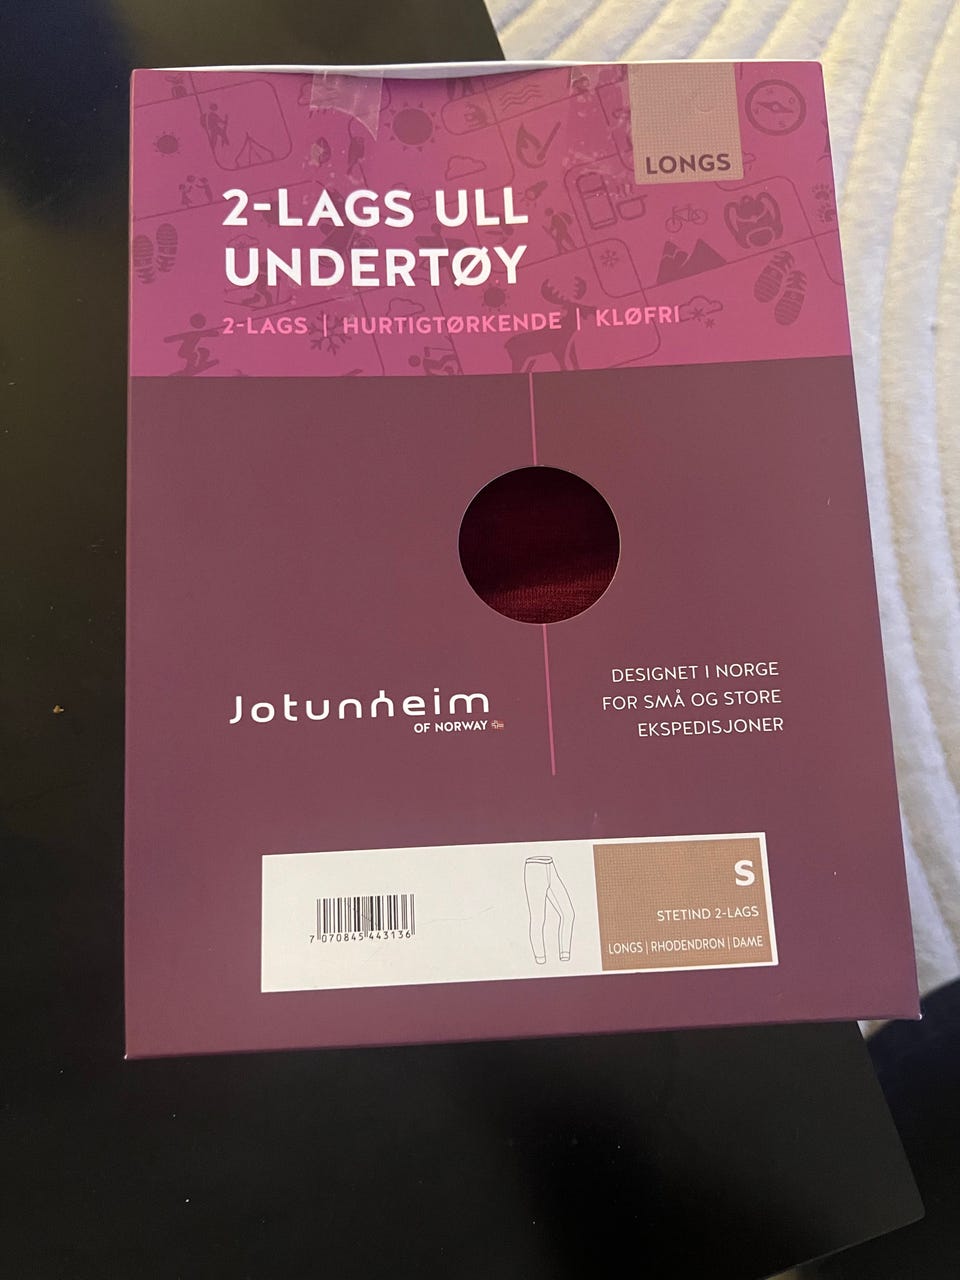 LONGS
2-LAGS ULL
UNDERTØY
2-LAGS | HURTIGTØRKENDE | KLØFRI
Jotunheim
OF NORWAY
DESIGNET I NORGE
FOR SMÅ OG STORE
EKSPEDISJONER
S
STETIND 2-LAGS
LONGS | RHODENDRON | DAME
7 070845 443136